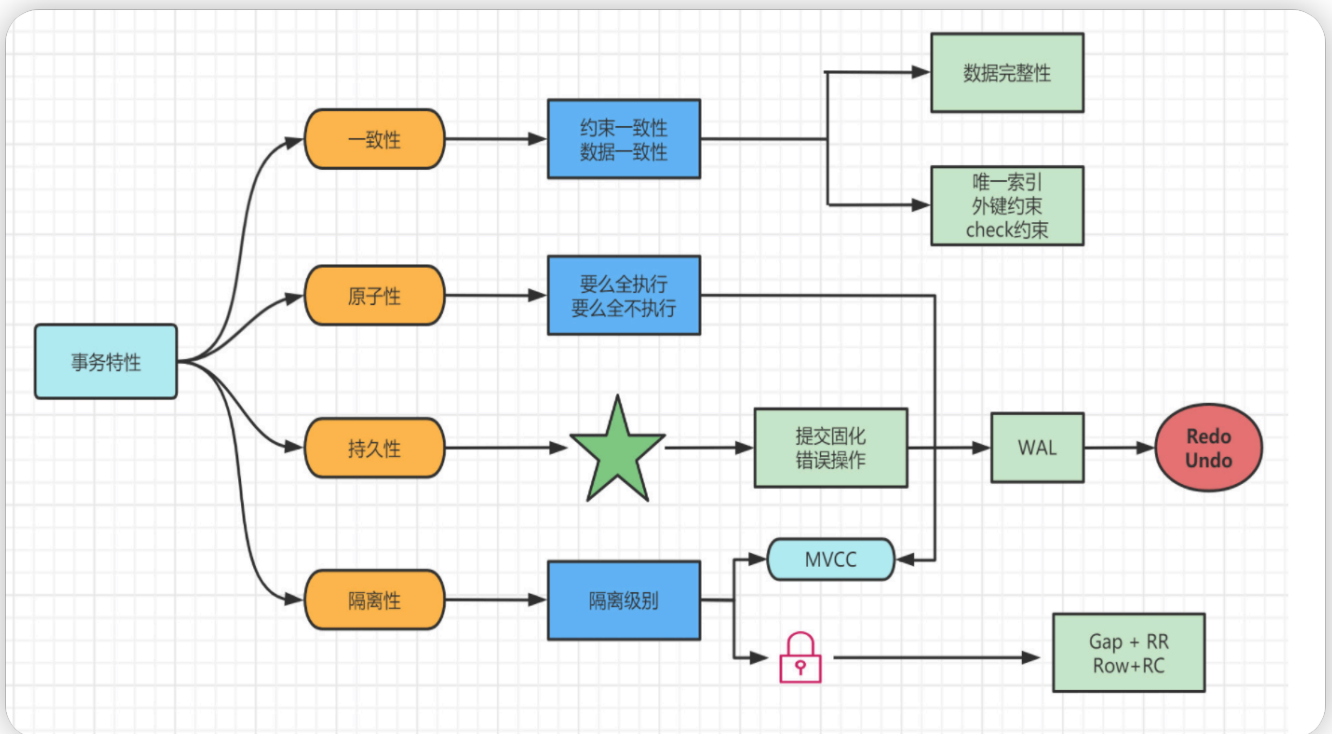 数据完整性
一致性
约束一致性
数据一致性
唯一索引
外键约束
check约束
原子性
要么全执行
要么全不执行
事务特性
持久性
提交固化
错误操作
WAL
Redo
Undo
MVCC
隔离性
隔离级别
Gap + RR
Row+RC